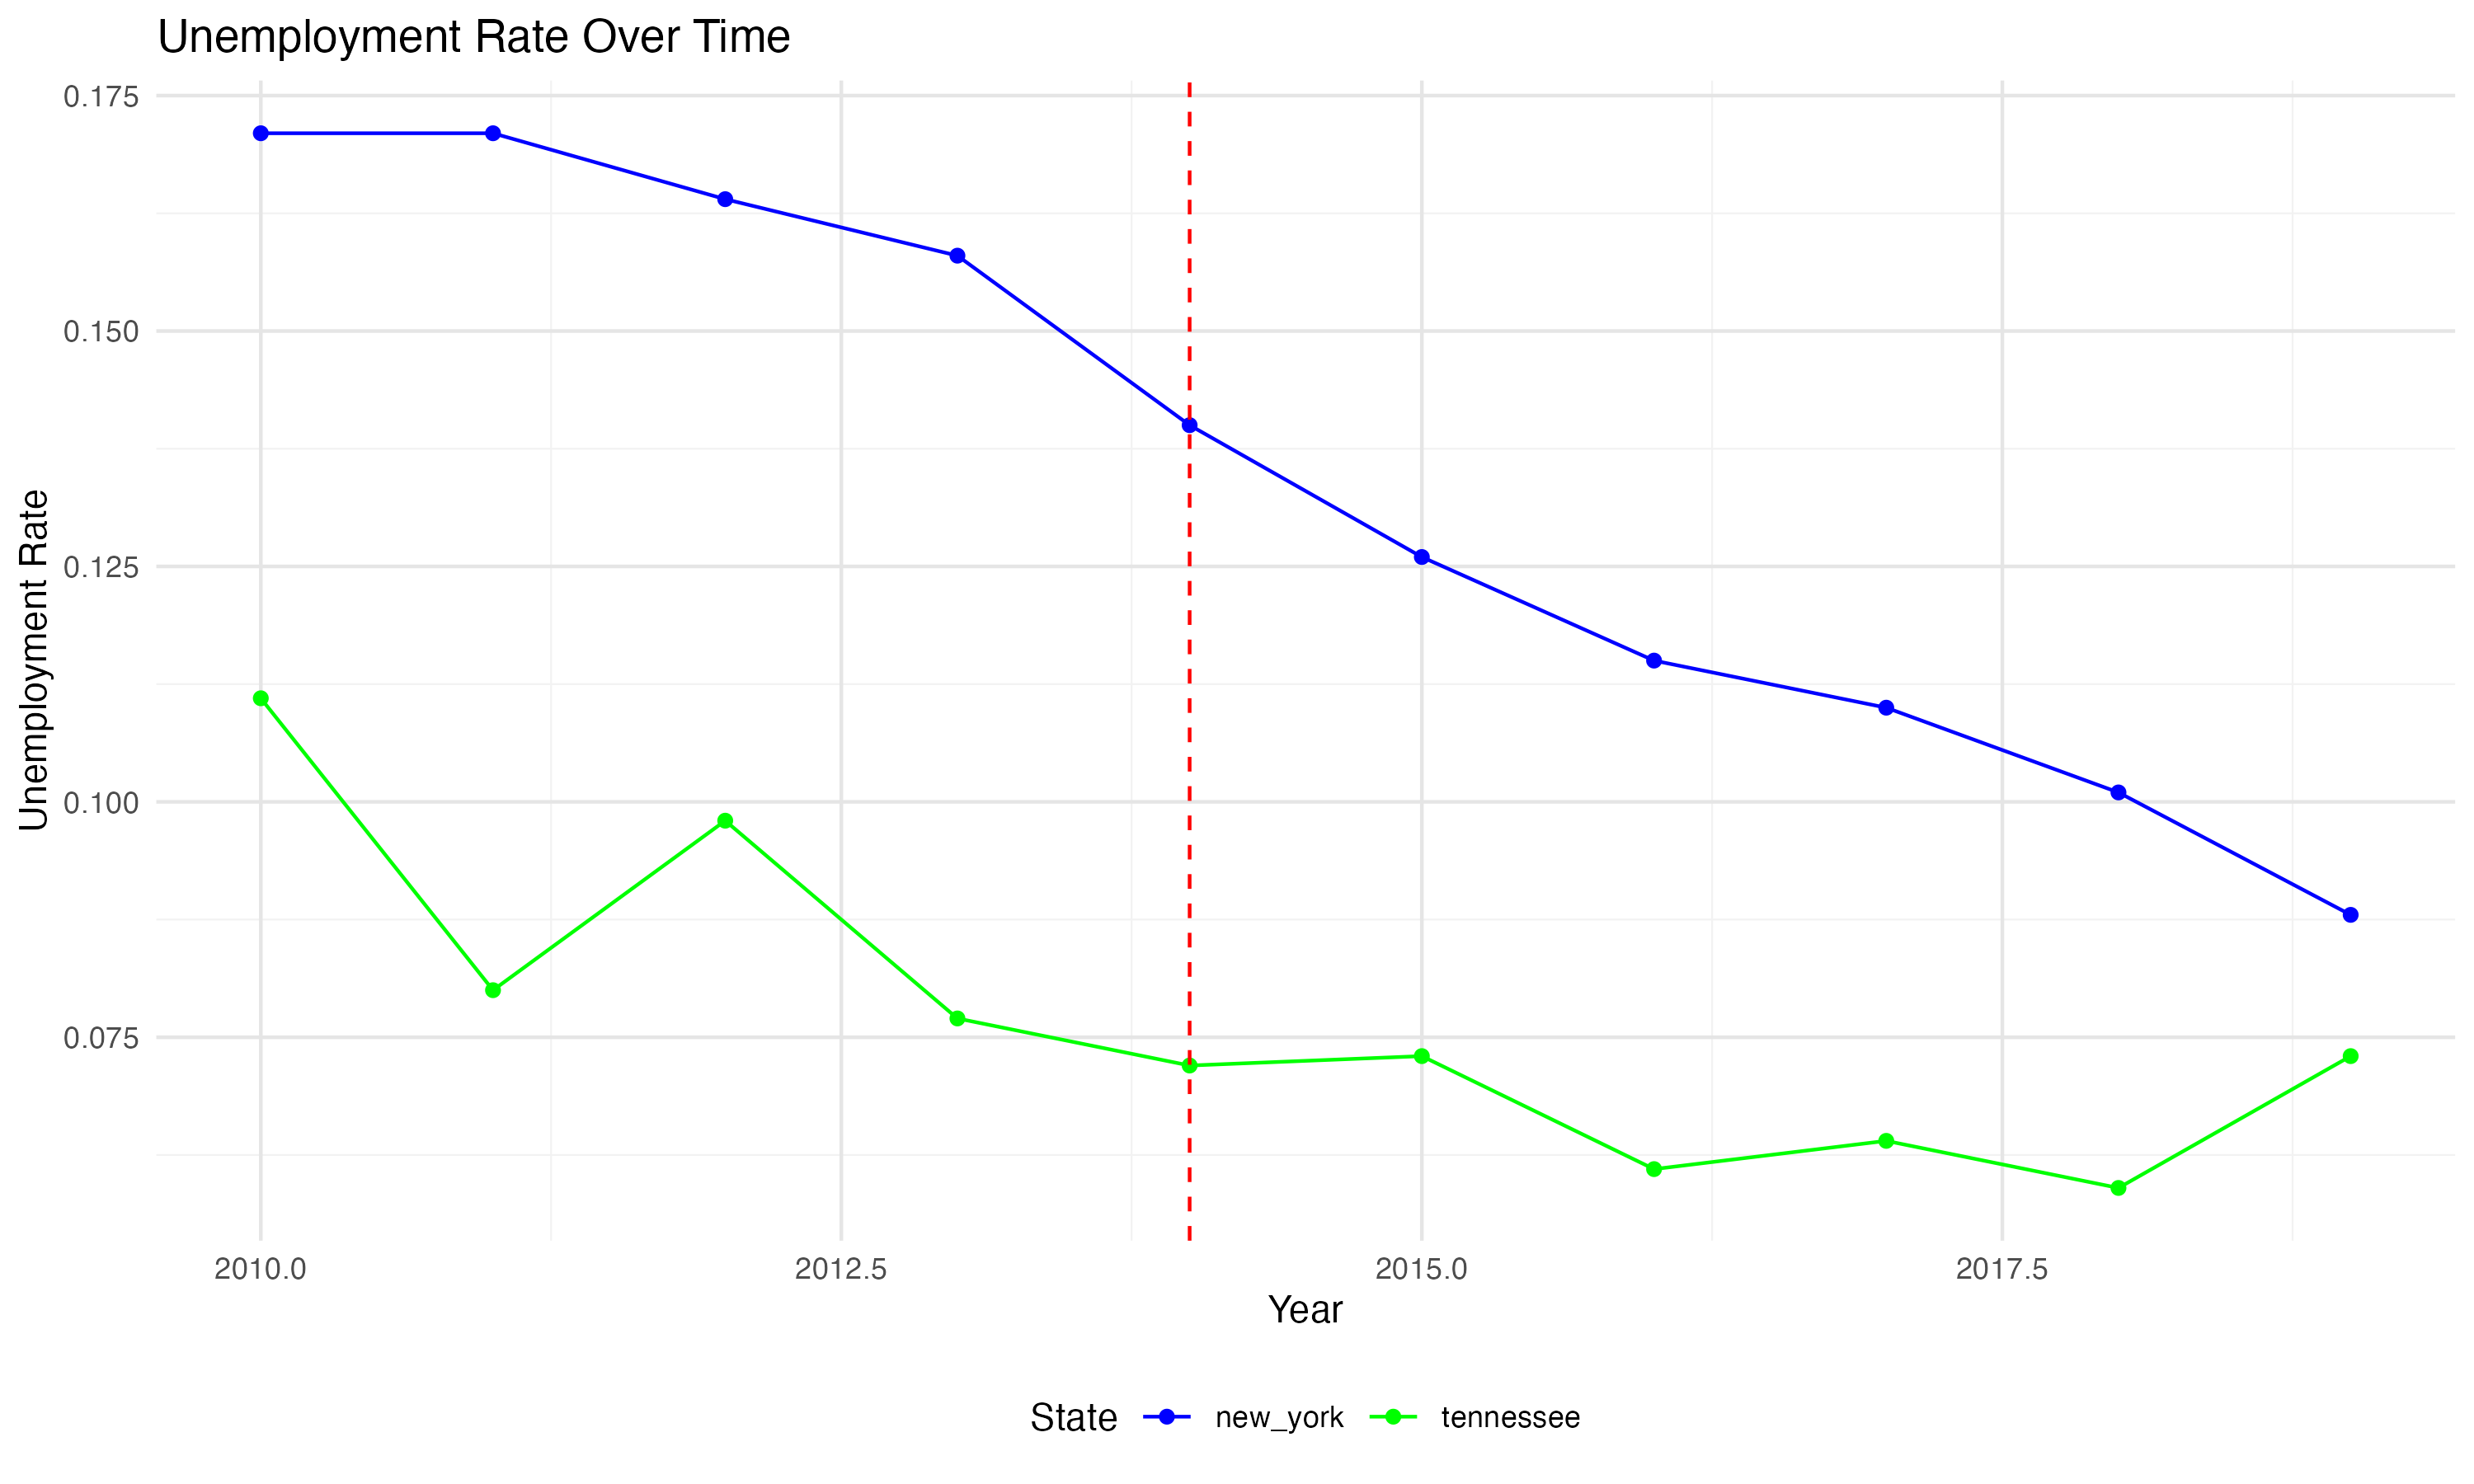 Unemployment Rate Over Time
Unemployment Rate
0.175
0.150
0.125
0.100
0.075
2010.0 2012.5 2015.0 2017.5
Year
State new_york tennessee